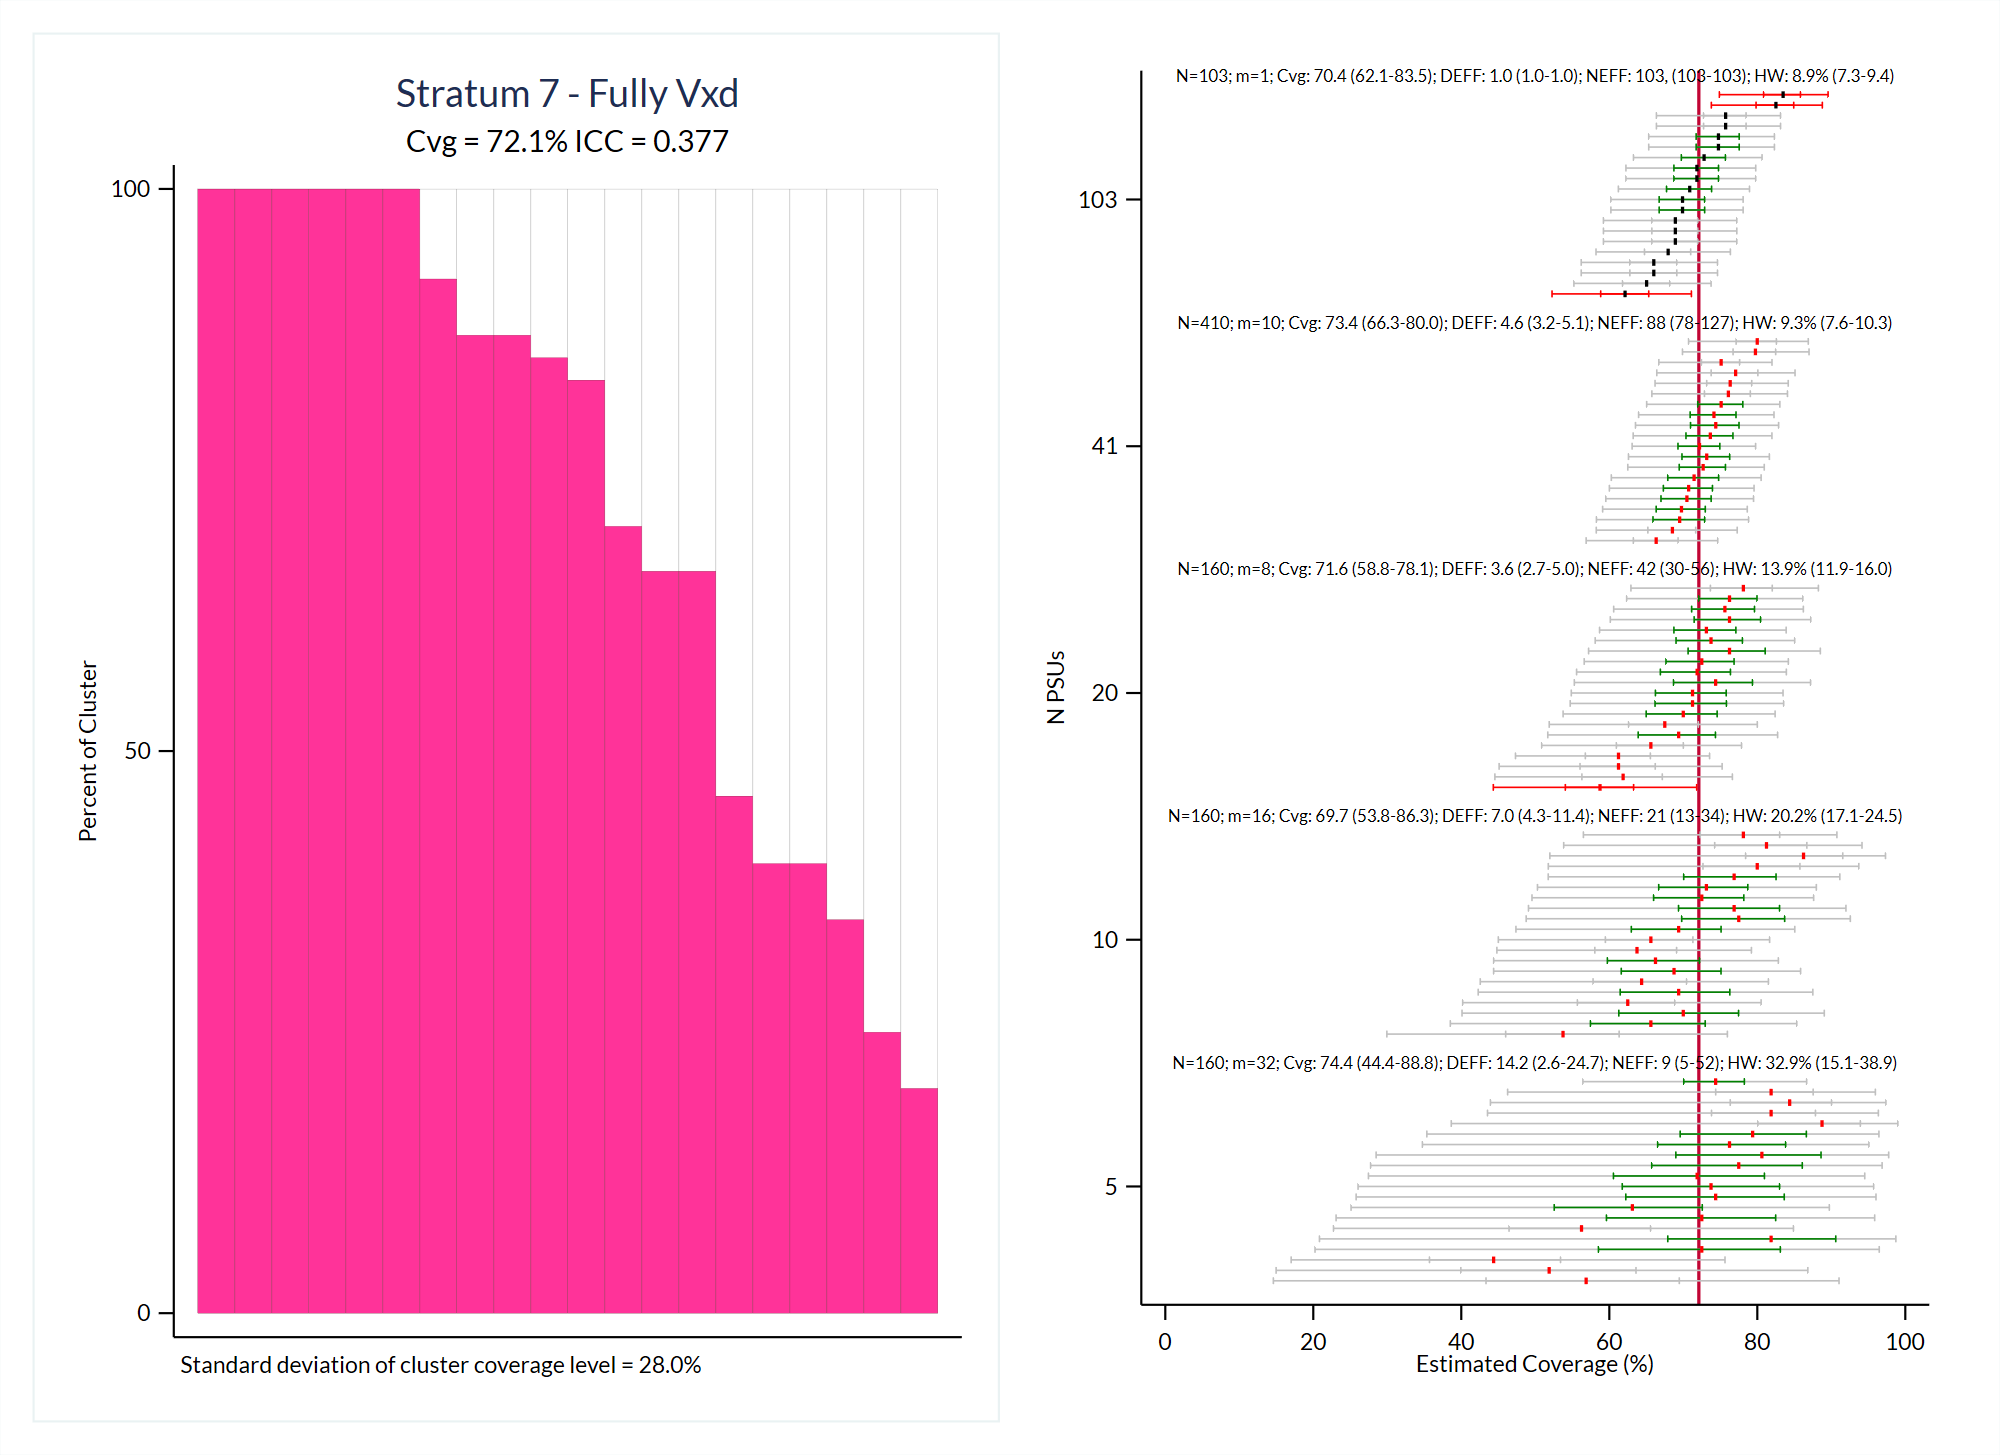 Stratum 7 - Fully Vxd
Cvg = 72.1% ICC = 0.377
Percent of Cluster
100
50
0
Standard deviation of cluster coverage level = 28.0%
N PSUs
N=103; m=1; Cvg: 70.4 (62.1-83.5); DEFF: 1.0 (1.0-1.0); NEFF: 103, (103-103); HW: 8.9% (7.3-9.4)
103
N=410; m=10; Cvg: 73.4 (66.3-80.0); DEFF: 4.6 (3.2-5.1); NEFF: 88 (78-127); HW: 9.3% (7.6-10.3)
41
N=160; m=8; Cvg: 71.6 (58.8-78.1); DEFF: 3.6 (2.7-5.0); NEFF: 42 (30-56); HW: 13.9% (11.9-16.0)
20
N=160; m=16; Cvg: 69.7 (53.8-86.3); DEFF: 7.0 (4.3-11.4); NEFF: 21 (13-34); HW: 20.2% (17.1-24.5)
10
N=160; m=32; Cvg: 74.4 (44.4-88.8); DEFF: 14.2 (2.6-24.7); NEFF: 9 (5-52); HW: 32.9% (15.1-38.9)
5
0 20 40 60 80 100
Estimated Coverage (%)